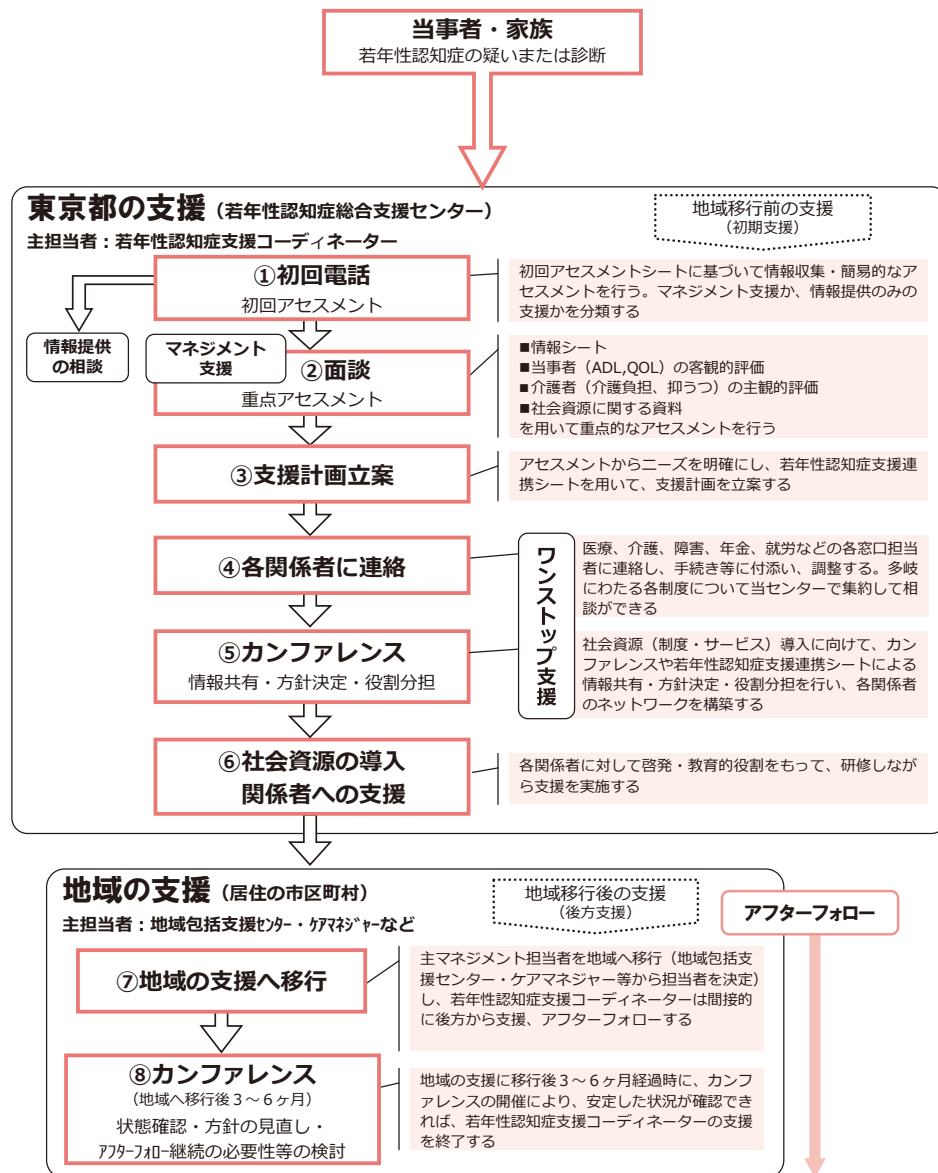 当事者・家族
若年性認知症の疑いまたは診断
東京都の支援（若年性認知症総合支援センター）
主担当者：若年性認知症支援コーディネーター
地域移行前の支援
（初期支援）
①初回電話
初回アセスメント
初回アセスメントシートに基づいて情報収集・簡易的なア
セスメントを行う。マネジメント支援か、情報提供のみの
支援かを分類する
情報提供
の相談
マネジメント
支援
②面談
重点アセスメント
■情報シート
■当事者（ADL,QOL）の客観的評価
■介護者（介護負担、抑うつ）の主観的評価
■社会資源に関する資料
を用いて重点的なアセスメントを行う
③支援計画立案
アセスメントからニーズを明確にし、若年性認知症支援連
携シートを用いて、支援計画を立案する
④各関係者に連絡
ワンストップ支援
医療、介護、障害、年金、就労などの各窓口担当
者に連絡し、手続き等に付添い、調整する。多岐
にわたる各制度について当センターで集約して相
談ができる
⑤カンファレンス
情報共有・方針決定・役割分担
社会資源（制度・サービス）導入に向けて、カン
ファレンスや若年性認知症支援連携シートによる
情報共有・方針決定・役割分担を行い、各関係者
のネットワークを構築する
⑥社会資源の導入
関係者への支援
各関係者に対して啓発・教育的役割をもって、研修しなが
ら支援を実施する
地域の支援（居住の市区町村）
主担当者：地域包括支援ｾﾝﾀｰ・ｹｱﾏﾈｼﾞｬｰなど
地域移行後の支援
（後方支援）
アフターフォロー
⑦地域の支援へ移行
主マネジメント担当者を地域へ移行（地域包括支
援センター・ケアマネジャー等から担当者を決定）
し、若年性認知症支援コーディネーターは間接的
に後方から支援、アフターフォローする
⑧カンファレンス
（地域へ移行後３～６ヶ月）
状態確認・方針の見直し・
ｱﾌﾀｰﾌｫﾛｰ継続の必要性等の検討
地域の支援に移行後３～６ヶ月経過時に、カンフ
ァレンスの開催により、安定した状況が確認でき
れば、若年性認知症支援コーディネーターの支援
を終了する